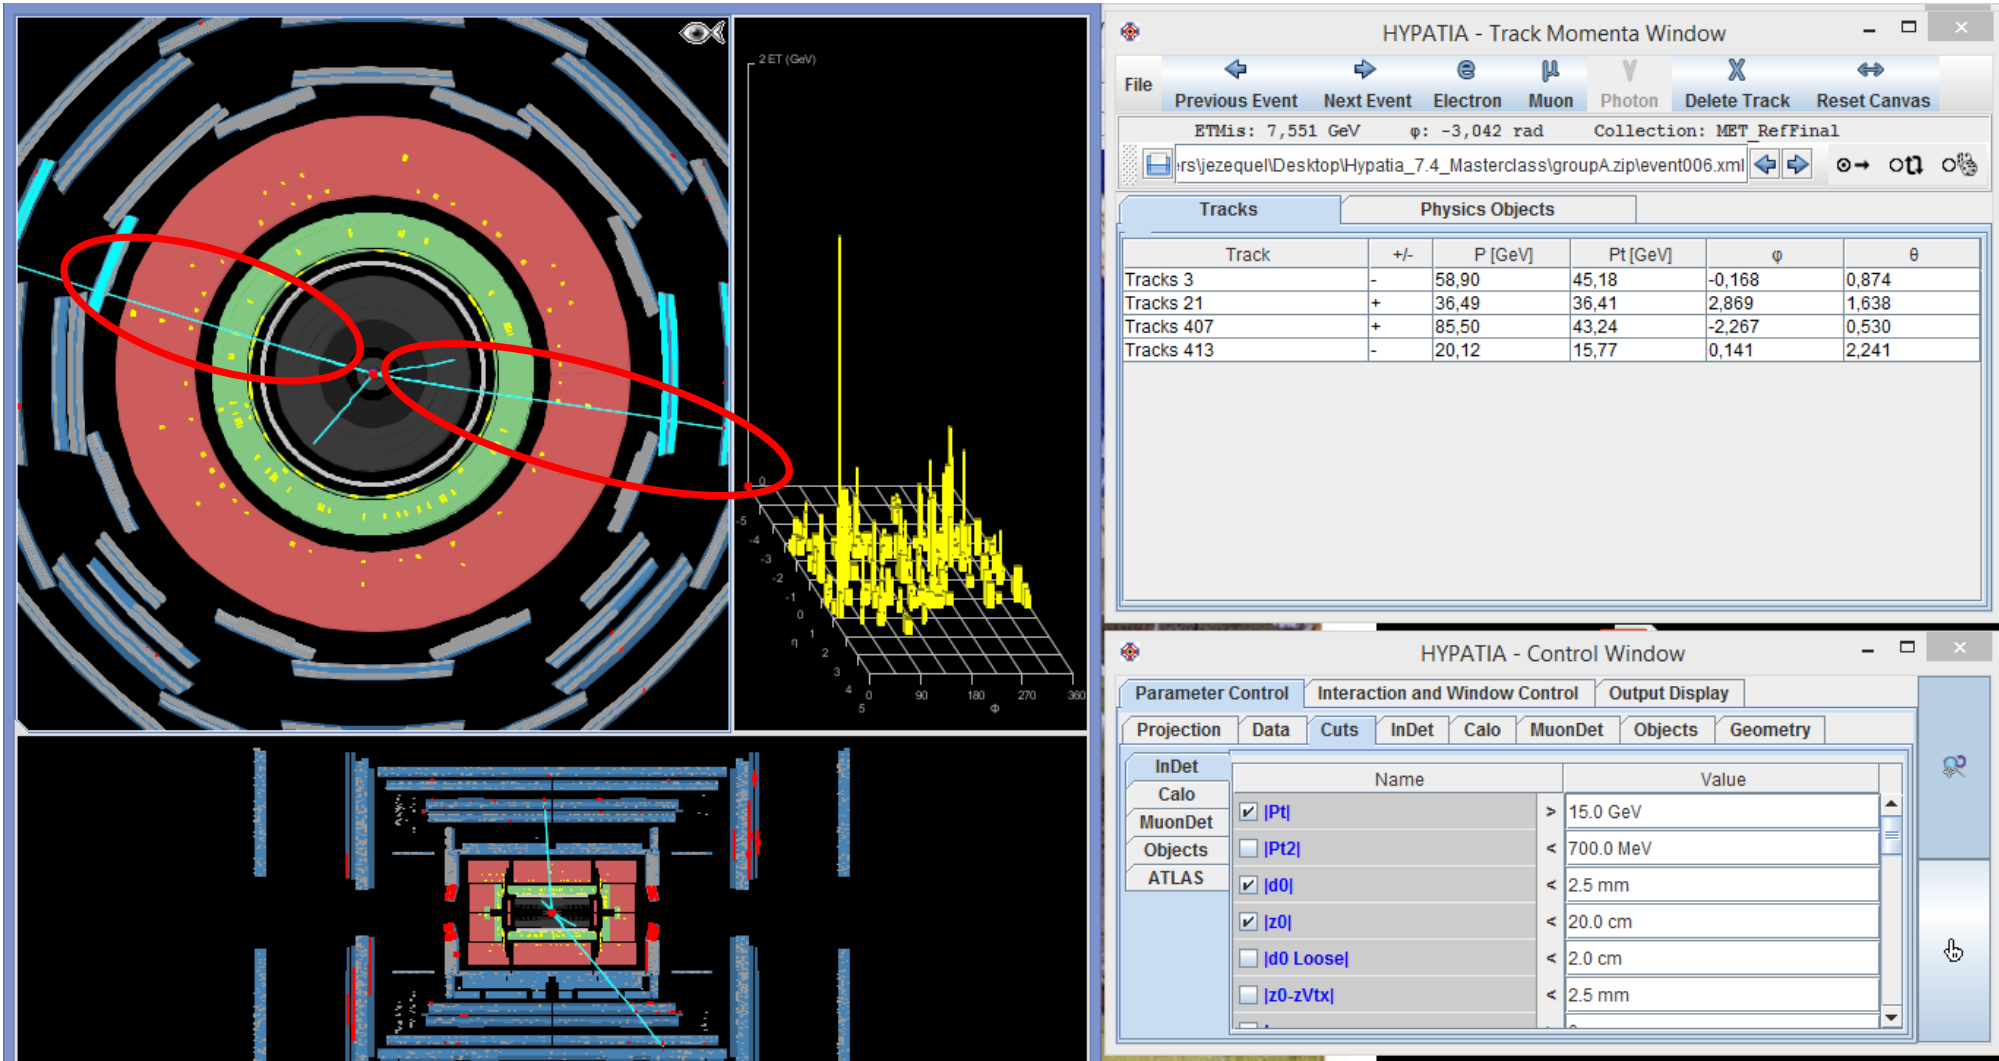 2 ET (GeV)
0
-5
-4
-3
-2
-1
0
1
2
3
4
5
η
0 90 180 270 360
Φ
HYPATIA - Track Momenta Window
File
Previous Event Next Event Electron Muon Photon Delete Track Reset Canvas
ETMis: 7,551 GeV φ: -3,042 rad Collection: MET_RefFinal
rs\jezequel\Desktop\Hypatia_7.4_Masterclass\groupA.zip\event006.xml
Tracks Physics Objects
Track +/- P [GeV] Pt [GeV] φ θ
Tracks 3 - 58,90 45,18 -0,168 0,874
Tracks 21 + 36,49 36,41 2,869 1,638
Tracks 407 + 85,50 43,24 -2,267 0,530
Tracks 413 - 20,12 15,77 0,141 2,241
HYPATIA - Control Window
Parameter Control Interaction and Window Control Output Display
Projection Data Cuts InDet Calo MuonDet Objects Geometry
InDet
Calo
MuonDet
Objects
ATLAS
Name Value
|Pt| > 15.0 GeV
|Pt2| < 700.0 MeV
|d0| < 2.5 mm
|z0| < 20.0 cm
|d0 Loose| < 2.0 cm
|z0-zVtx| < 2.5 mm